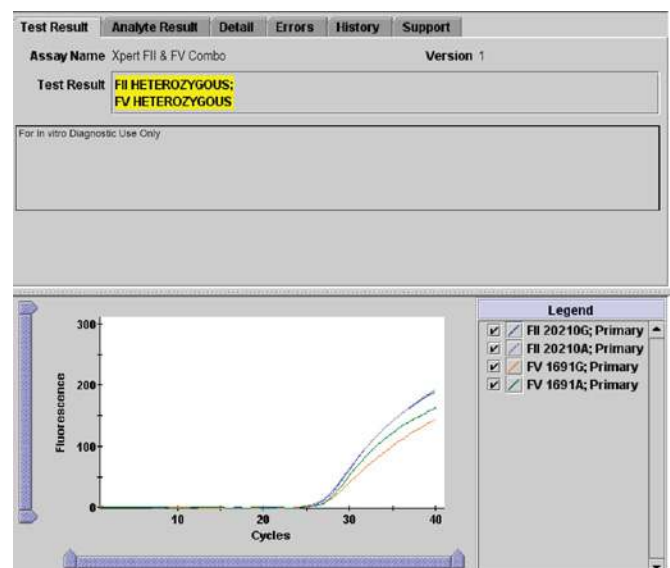 Test Result Analyte Result Detail Errors History Support
Assay Name Xpert FII & FV Combo Version 1
Test Result FII HETEROZYGOUS;
FV HETEROZYGOUS
For In vitro Diagnostic Use Only
Legend
FII 20210G; Primary
FII 20210A; Primary
FV 1691G; Primary
FV 1691A; Primary
300
200
100
0
Fluorescence
10 20 30 40
Cycles